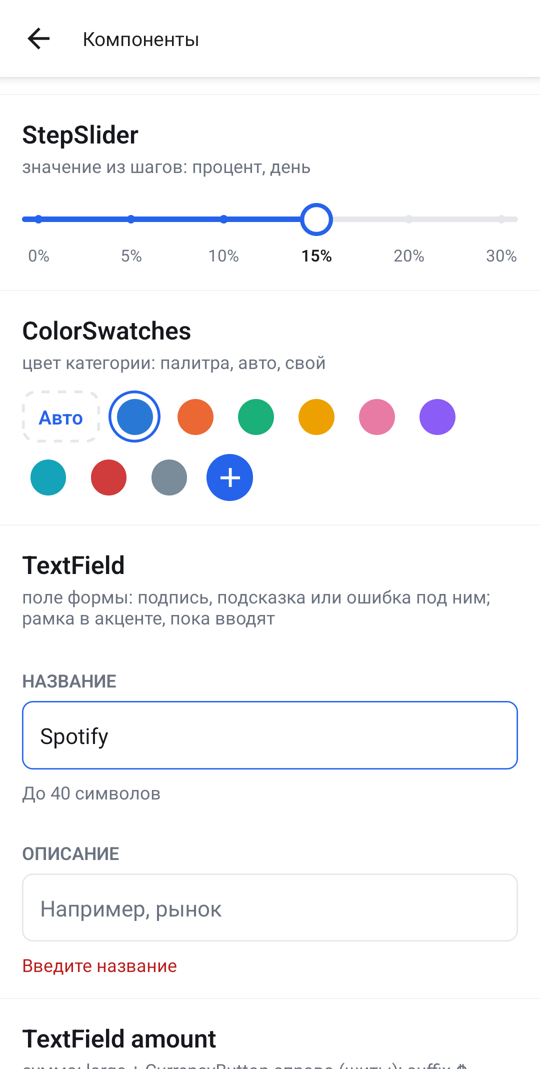 Компоненты
StepSlider
значение из шагов: процент, день
0% 5% 10% 15% 20% 30%
ColorSwatches
цвет категории: палитра, авто, свой
Авто
TextField
поле формы: подпись, подсказка или ошибка под ним;
рамка в акценте, пока вводят
НАЗВАНИЕ
Spotify
До 40 символов
ОПИСАНИЕ
Например, рынок
Введите название
TextField amount